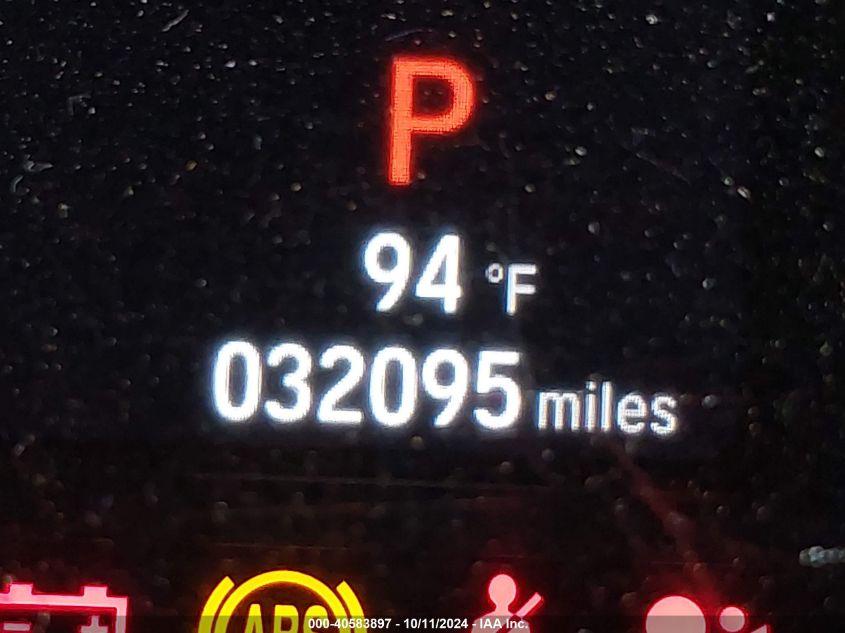 P
94 °F
032095 miles
ABS
000-40583897 - 10/11/2024 - IAA Inc.